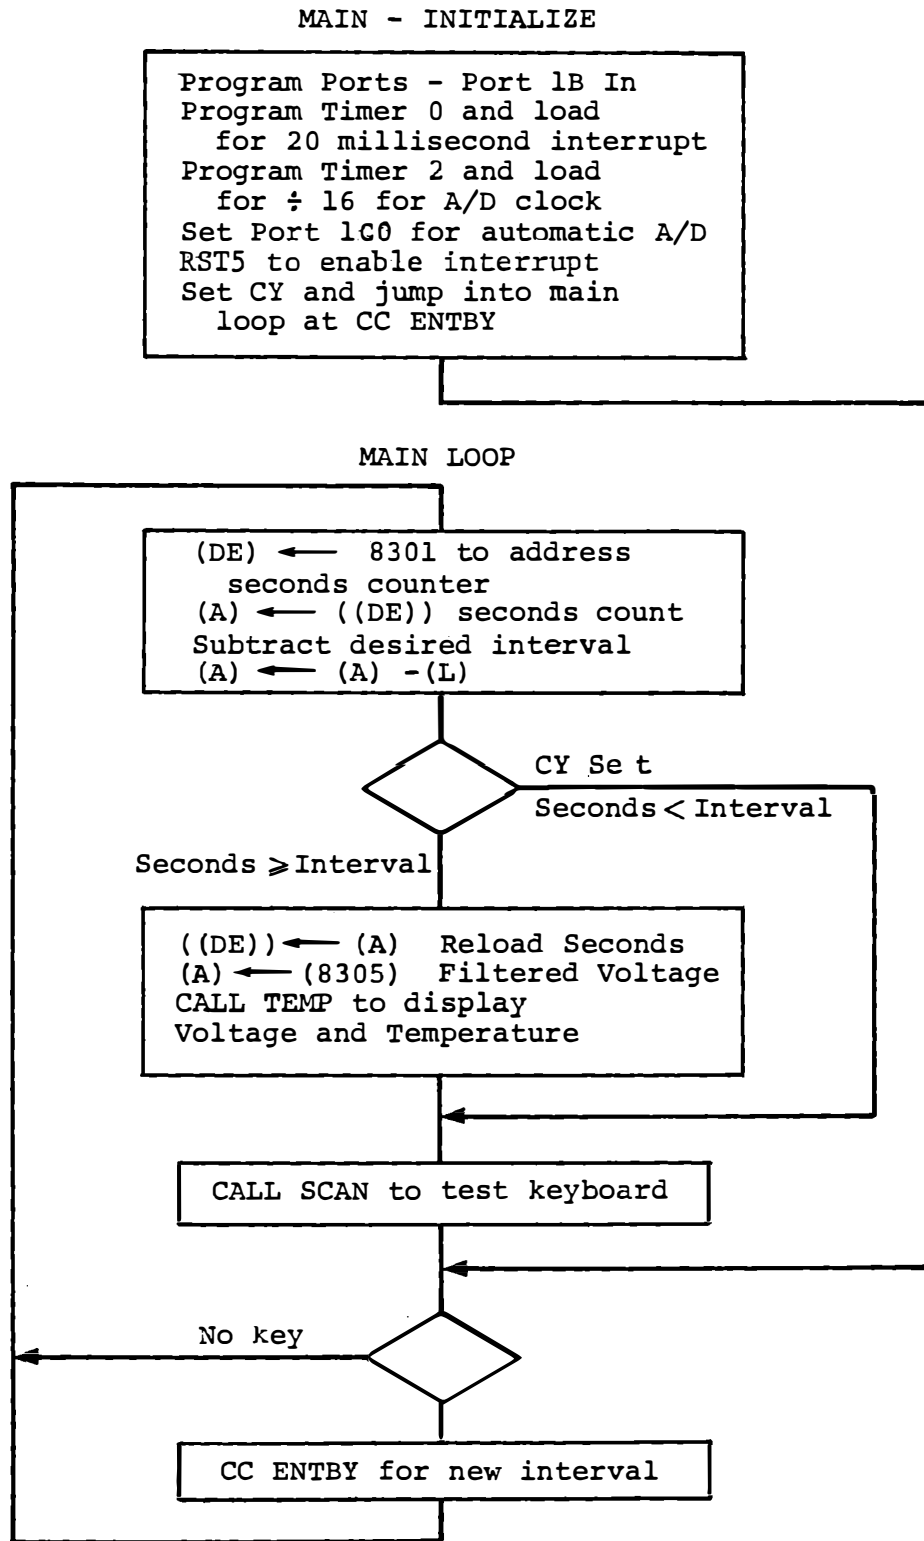 MAIN - INITIALIZE
Program Ports - Port 1B In
Program Timer 0 and load
for 20 millisecond interrupt
Program Timer 2 and load
for ÷ 16 for A/D clock
Set Port 1C0 for automatic A/D
RST5 to enable interrupt
Set CY and jump into main
loop at CC ENTBY
MAIN LOOP
(DE) ← 8301 to address
seconds counter
(A) ← ((DE)) seconds count
Subtract desired interval
(A) ← (A) -(L)
CY Set
Seconds < Interval
Seconds ⩾ Interval
((DE)) ← (A) Reload Seconds
(A) ← (8305) Filtered Voltage
CALL TEMP to display
Voltage and Temperature
CALL SCAN to test keyboard
No key
CC ENTBY for new interval